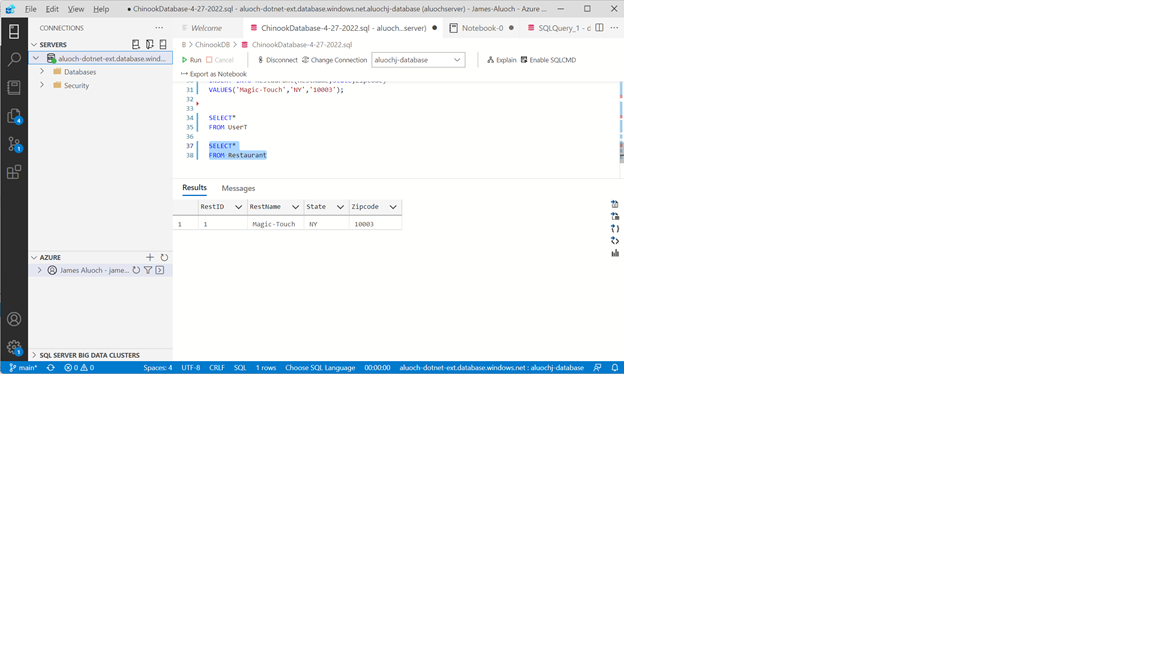 File Edit View Help ● ChinookDatabase-4-27-2022.sql - aluoch-dotnet-ext.database.windows.net.aluochj-database (aluochserver) - James-Aluoch - Azure ...
CONNECTIONS
Welcome
ChinookDatabase-4-27-2022.sql - aluoch...server)
Notebook-0
SQLQuery_1 - d
SERVERS
B > ChinookDB > ChinookDatabase-4-27-2022.sql
aluoch-dotnet-ext.database.wind...
Run Cancel Disconnect Change Connection aluochj-database Explain Enable SQLCMD
Databases
Export as Notebook
Security
31 VALUES('Magic-Touch','NY','10003');
32
33
34 SELECT*
35 FROM UserT
36
37 SELECT*
38 FROM Restaurant
Results Messages
RestID RestName State Zipcode
1 1 Magic-Touch NY 10003
AZURE
James Aluoch - jame...
4
1
1
SQL SERVER BIG DATA CLUSTERS
main* 0 0 Spaces: 4 UTF-8 CRLF SQL 1 rows Choose SQL Language 00:00:00 aluoch-dotnet-ext.database.windows.net : aluochj-database